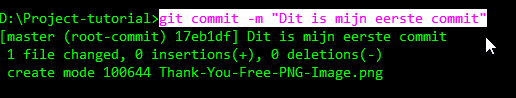 D:\Project-tutorial>git commit -m "Dit is mijn eerste commit"
[master (root-commit) 17eb1df] Dit is mijn eerste commit
 1 file changed, 0 insertions(+), 0 deletions(-)
 create mode 100644 Thank-You-Free-PNG-Image.png